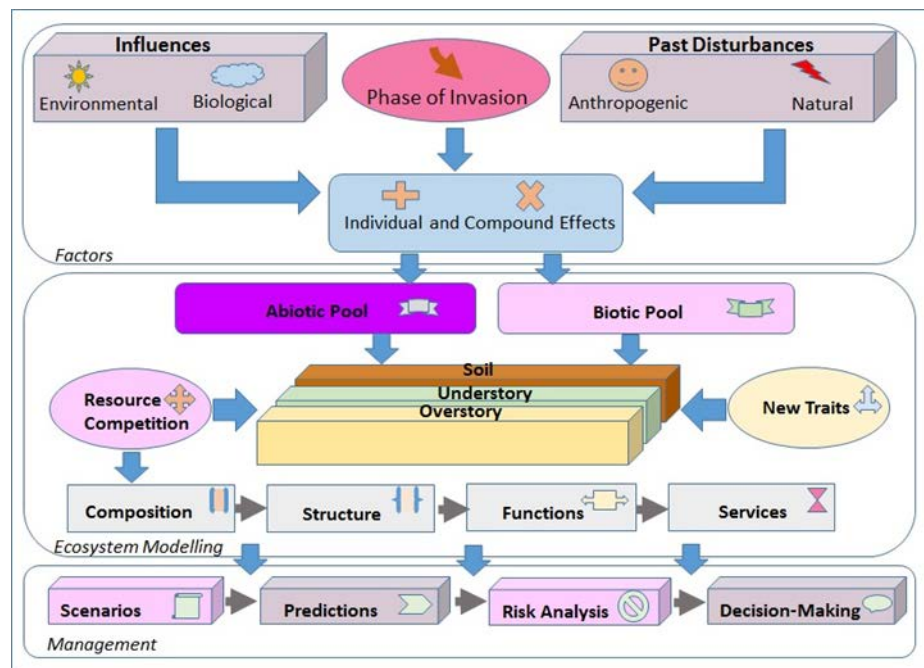 Influences
Environmental
Biological
Phase of Invasion
Past Disturbances
Anthropogenic
Natural
Individual and Compound Effects
Factors
Abiotic Pool
Biotic Pool
Soil
Understory
Overstory
Resource
Competition
New Traits
Composition
Structure
Functions
Services
Ecosystem Modelling
Scenarios
Predictions
Risk Analysis
Decision-Making
Management